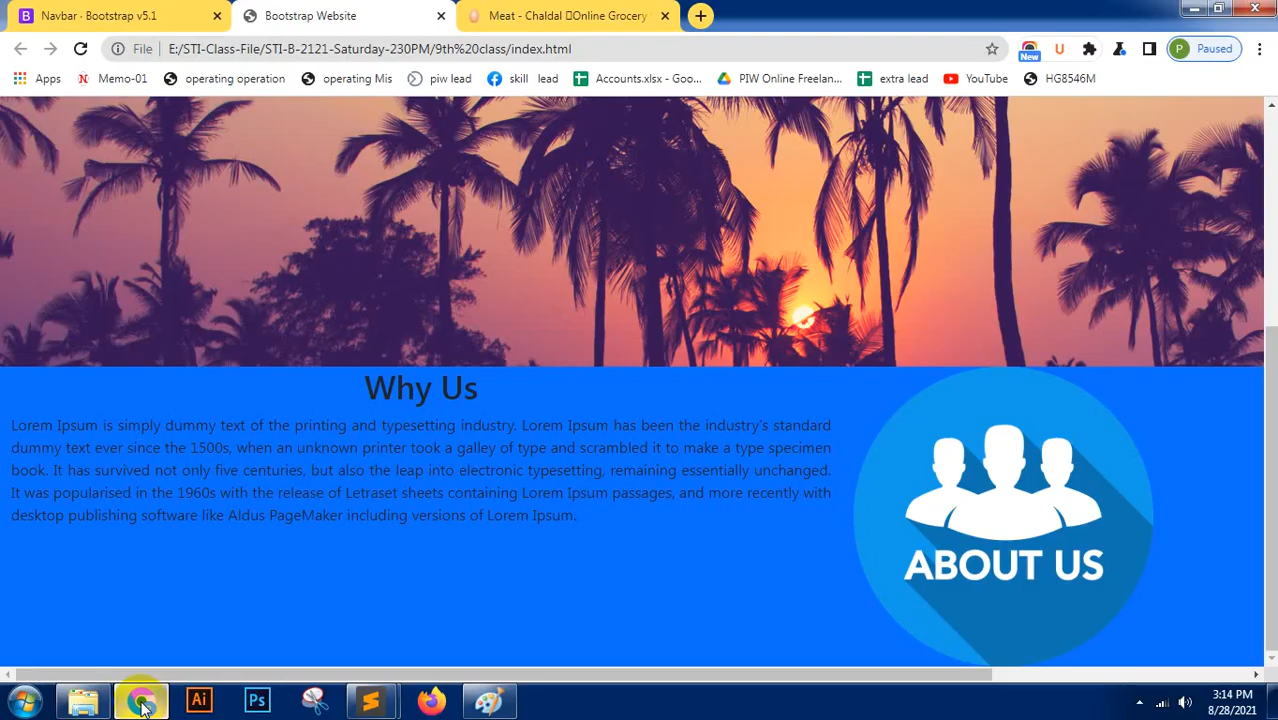 Navbar · Bootstrap v5.1
Bootstrap Website
Meat - Chaldal Online Grocery
File E:/STI-Class-File/STI-B-2121-Saturday-230PM/9th%20class/index.html
New
U
P Paused
Apps
Memo-01
operating operation
operating Mis
piw lead
skill lead
Accounts.xlsx - Goo...
PIW Online Freelan...
extra lead
YouTube
HG8546M
Why Us
Lorem Ipsum is simply dummy text of the printing and typesetting industry. Lorem Ipsum has been the industry's standard
dummy text ever since the 1500s, when an unknown printer took a galley of type and scrambled it to make a type specimen
book. It has survived not only five centuries, but also the leap into electronic typesetting, remaining essentially unchanged.
It was popularised in the 1960s with the release of Letraset sheets containing Lorem Ipsum passages, and more recently with
desktop publishing software like Aldus PageMaker including versions of Lorem Ipsum.
ABOUT US
Ai
Ps
3:14 PM
8/28/2021